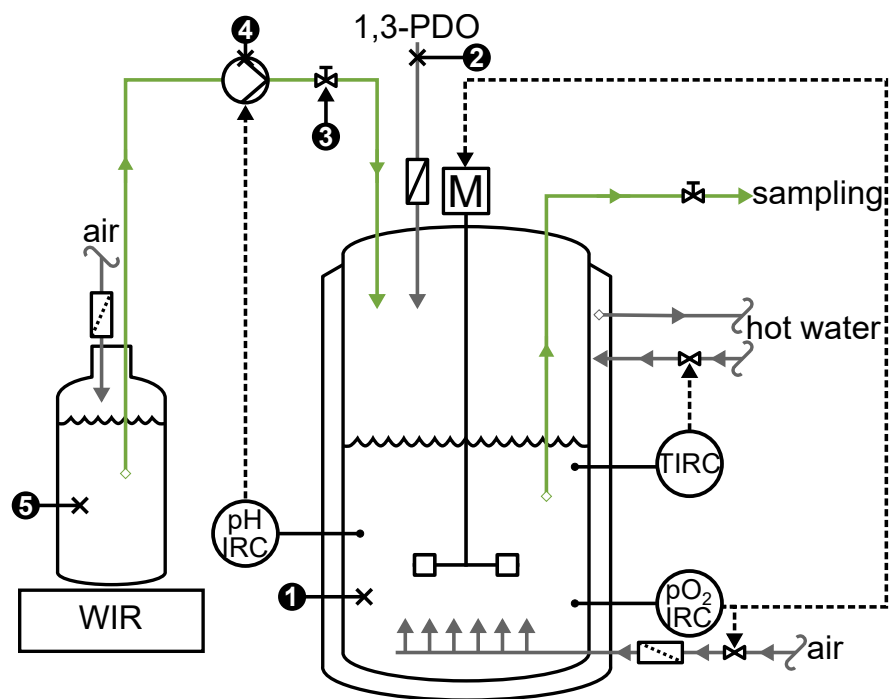 1,3-PDO
4
2
3
M
sampling
air
hot water
TIRC
5
pH
IRC
1
WIR
pO₂
IRC
air